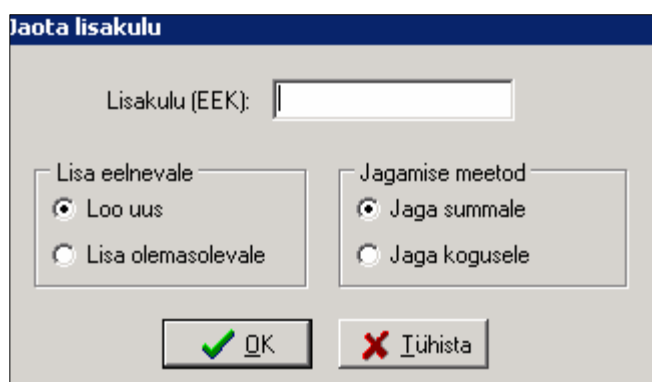 Jaota lisakulu
Lisakulu (EEK):
Lisa eelnevale
Loo uus
Lisa olemasolevale
Jagamise meetod
Jaga summale
Jaga kogusele
OK
Tühista